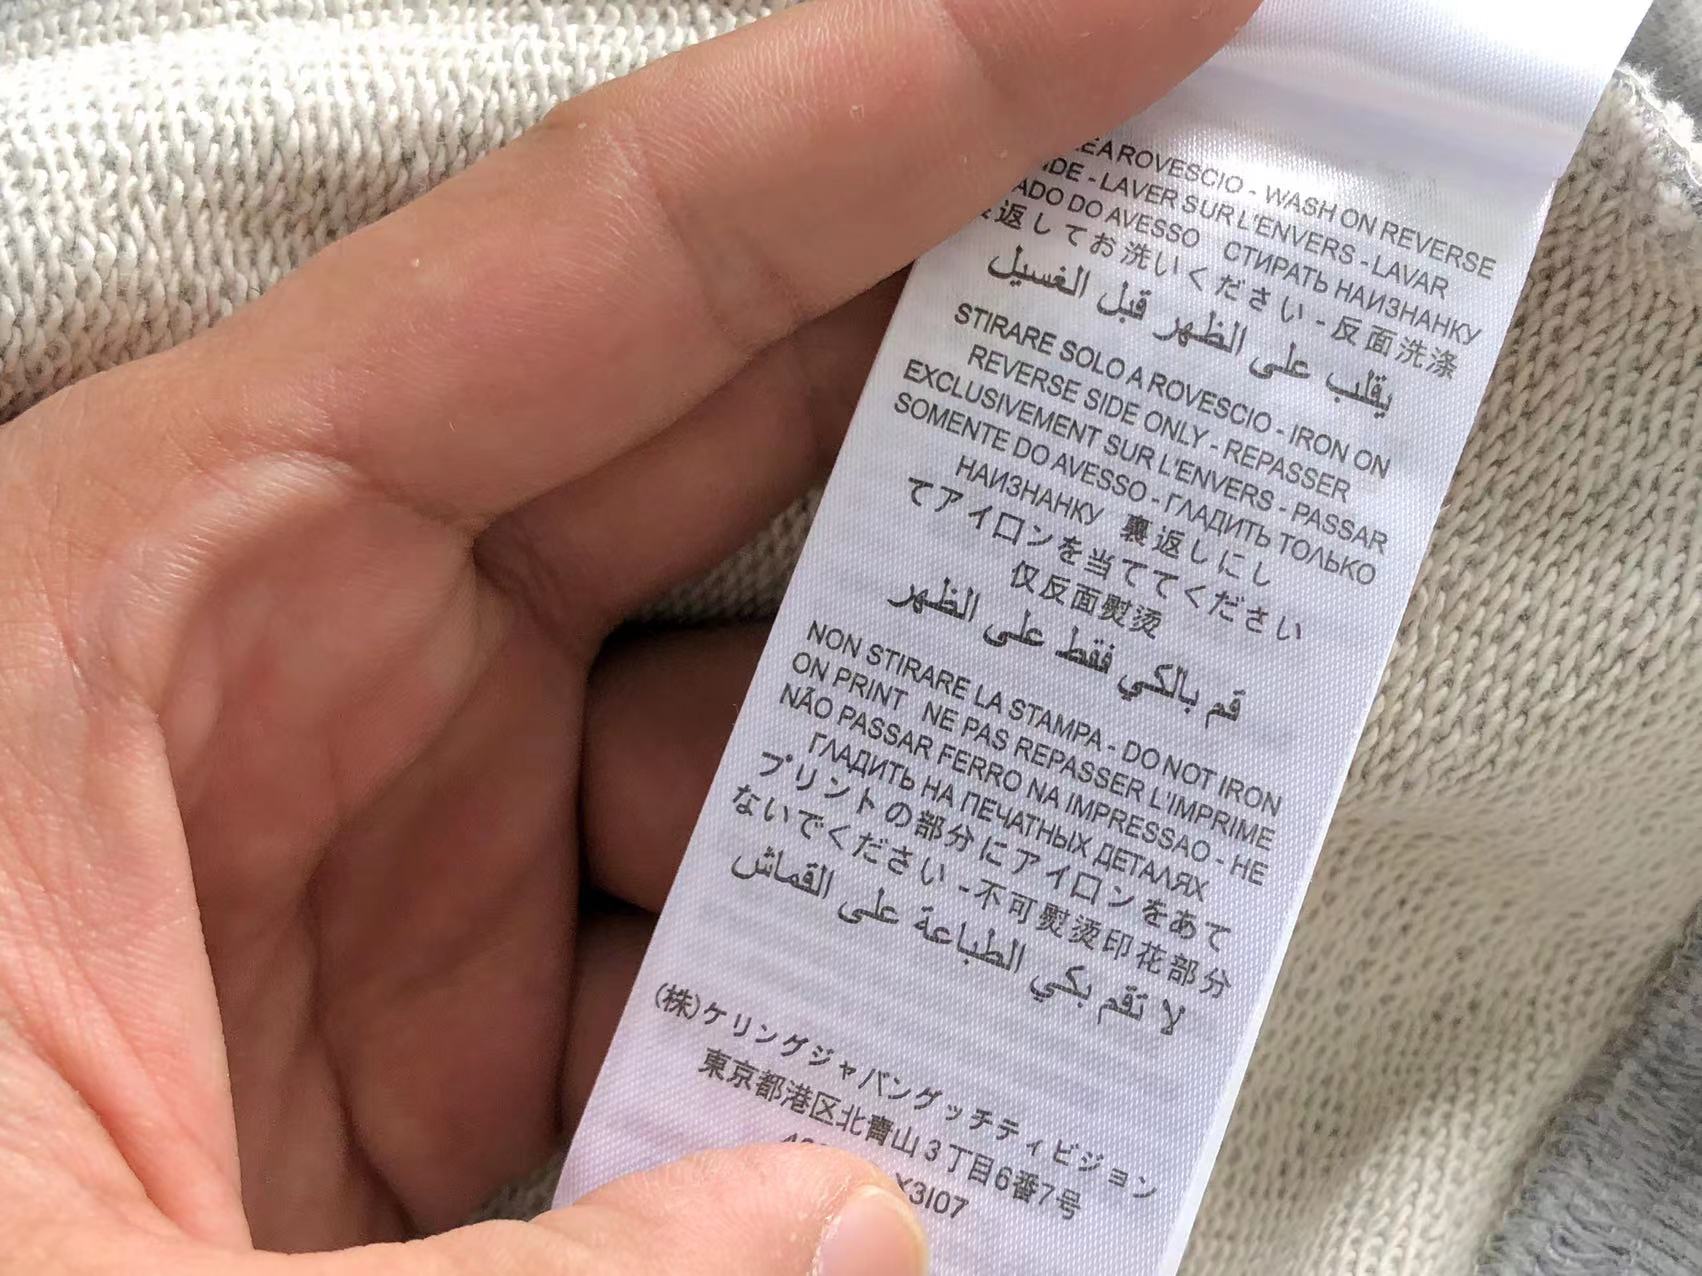 A ROVESCIO - WASH ON REVERSE
- LAVER SUR L'ENVERS - LAVAR
DO AVESSO СТИРАТЬ НАИЗНАНКУ
返してお洗いください - 反面洗涤
يقلب على الظهر قبل الغسيل
STIRARE SOLO A ROVESCIO - IRON ON
REVERSE SIDE ONLY - REPASSER
EXCLUSIVEMENT SUR L'ENVERS - PASSAR
SOMENTE DO AVESSO - ГЛАДИТЬ ТОЛЬКО
НАИЗНАНКУ 裏返しにし
てアイロンを当ててください
仅反面熨烫
قم بالكي فقط على الظهر
NON STIRARE LA STAMPA - DO NOT IRON
ON PRINT NE PAS REPASSER L'IMPRIME
NÃO PASSAR FERRO NA IMPRESSAO - НЕ
ГЛАДИТЬ НА ПЕЧАТНЫХ ДЕТАЛЯХ
プリントの部分にアイロンをあて
ないでください - 不可熨烫印花部分
لا تقم بكي الطباعة على القماش
(株)ケリングジャパングッチディビジョン
東京都港区北青山3丁目6番7号
X3I07